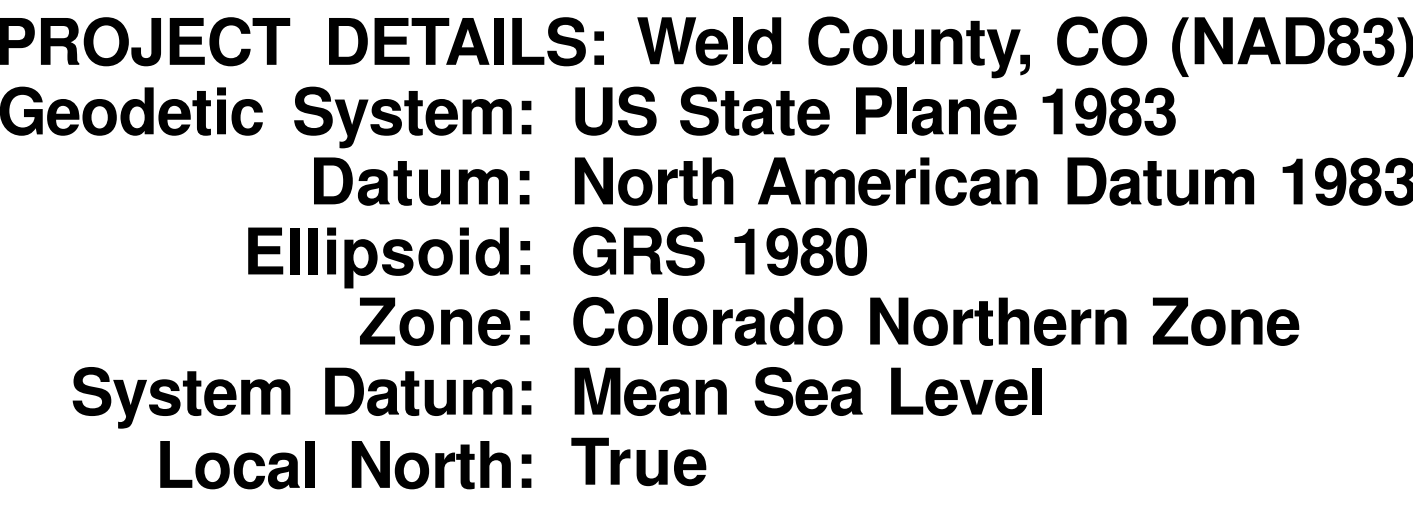 PROJECT DETAILS: Weld County, CO (NAD83)
Geodetic System: US State Plane 1983
Datum: North American Datum 1983
Ellipsoid: GRS 1980
Zone: Colorado Northern Zone
System Datum: Mean Sea Level
Local North: True